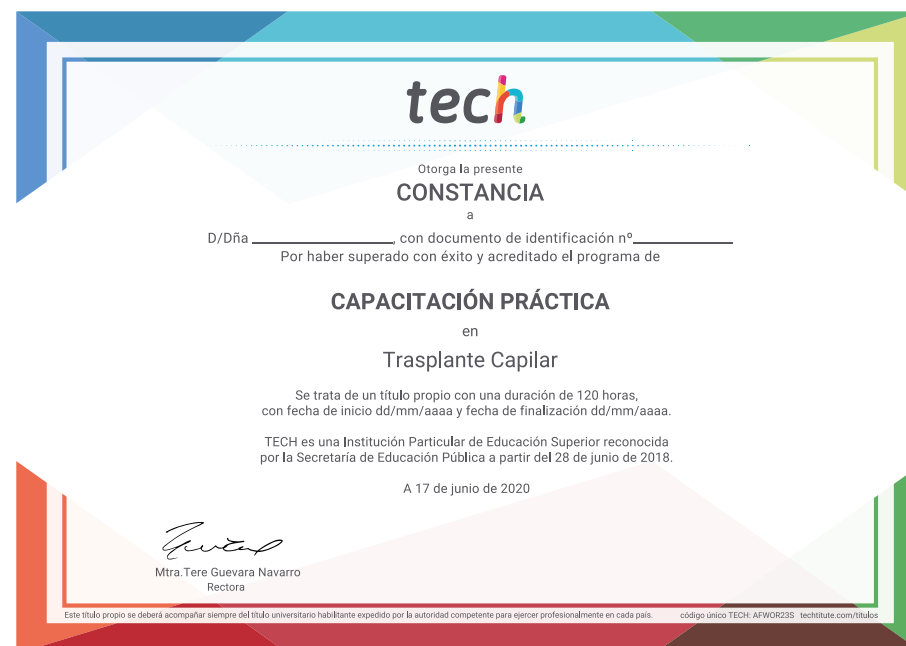 tech
Otorga la presente
CONSTANCIA
a
D/Dña ______________, con documento de identificación nº__________
Por haber superado con éxito y acreditado el programa de
CAPACITACIÓN PRÁCTICA
en
Trasplante Capilar
Se trata de un título propio con una duración de 120 horas,
con fecha de inicio dd/mm/aaaa y fecha de finalización dd/mm/aaaa.
TECH es una Institución Particular de Educación Superior reconocida
por la Secretaría de Educación Pública a partir del 28 de junio de 2018.
A 17 de junio de 2020
Mtra.Tere Guevara Navarro
Rectora
Este título propio se deberá acompañar siempre del título universitario habilitante expedido por la autoridad competente para ejercer profesionalmente en cada país. código único TECH: AFWOR23S techtitute.com/titulos